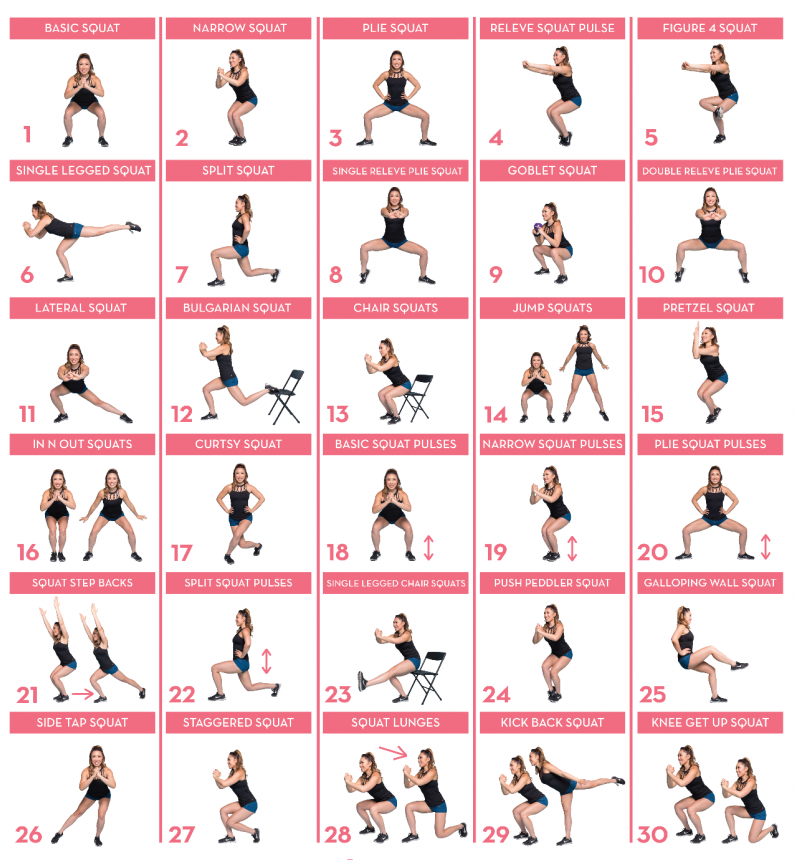 BASIC SQUAT
NARROW SQUAT
PLIE SQUAT
RELEVE SQUAT PULSE
FIGURE 4 SQUAT
1
2
3
4
5
SINGLE LEGGED SQUAT
SPLIT SQUAT
SINGLE RELEVE PLIE SQUAT
GOBLET SQUAT
DOUBLE RELEVE PLIE SQUAT
6
7
8
9
10
LATERAL SQUAT
BULGARIAN SQUAT
CHAIR SQUATS
JUMP SQUATS
PRETZEL SQUAT
11
12
13
14
15
IN N OUT SQUATS
CURTSY SQUAT
BASIC SQUAT PULSES
NARROW SQUAT PULSES
PLIE SQUAT PULSES
16
17
18
19
20
SQUAT STEP BACKS
SPLIT SQUAT PULSES
SINGLE LEGGED CHAIR SQUATS
PUSH PEDDLER SQUAT
GALLOPING WALL SQUAT
21
22
23
24
25
SIDE TAP SQUAT
STAGGERED SQUAT
SQUAT LUNGES
KICK BACK SQUAT
KNEE GET UP SQUAT
26
27
28
29
30